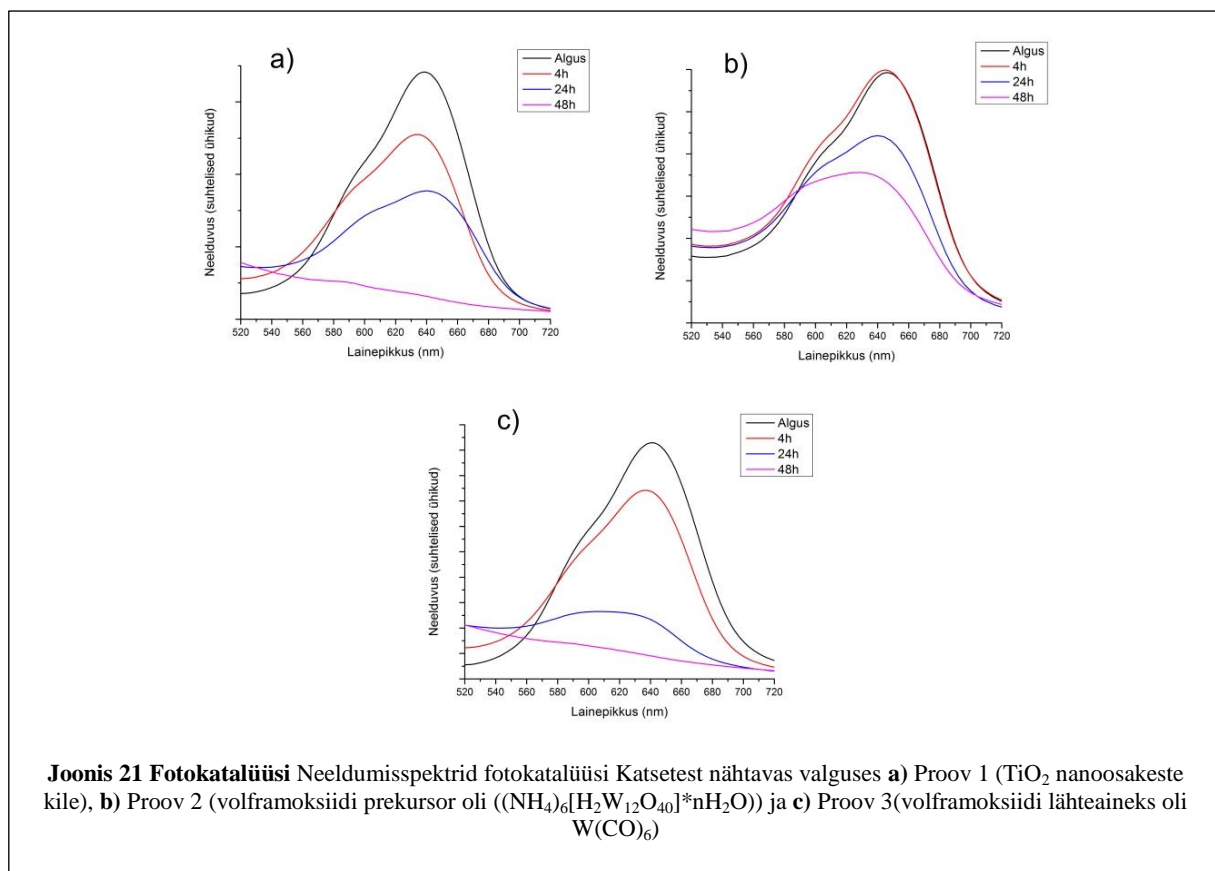 a)
Algus
4h
24h
48h
Neelduvus (suhtelised ühikud)
520 540 560 580 600 620 640 660 680 700 720
Lainepikkus (nm)
b)
Algus
4h
24h
48h
Neelduvus (suhtelised ühikud)
520 540 560 580 600 620 640 660 680 700 720
Lainepikkus (nm)
c)
Algus
4h
24h
48h
Neelduvus (suhtelised ühikud)
520 540 560 580 600 620 640 660 680 700 720
Lainepikkus (nm)
Joonis 21 Fotokatalüüsi Neeldumisspektrid fotokatalüüsi Katsetest nähtavas valguses a) Proov 1 (TiO₂ nanoosakeste
kile), b) Proov 2 (volframoksiidi prekursor oli ((NH₄)₆[H₂W₁₂O₄₀]*nH₂O)) ja c) Proov 3(volframoksiidi lähteaineks oli
W(CO)₆)